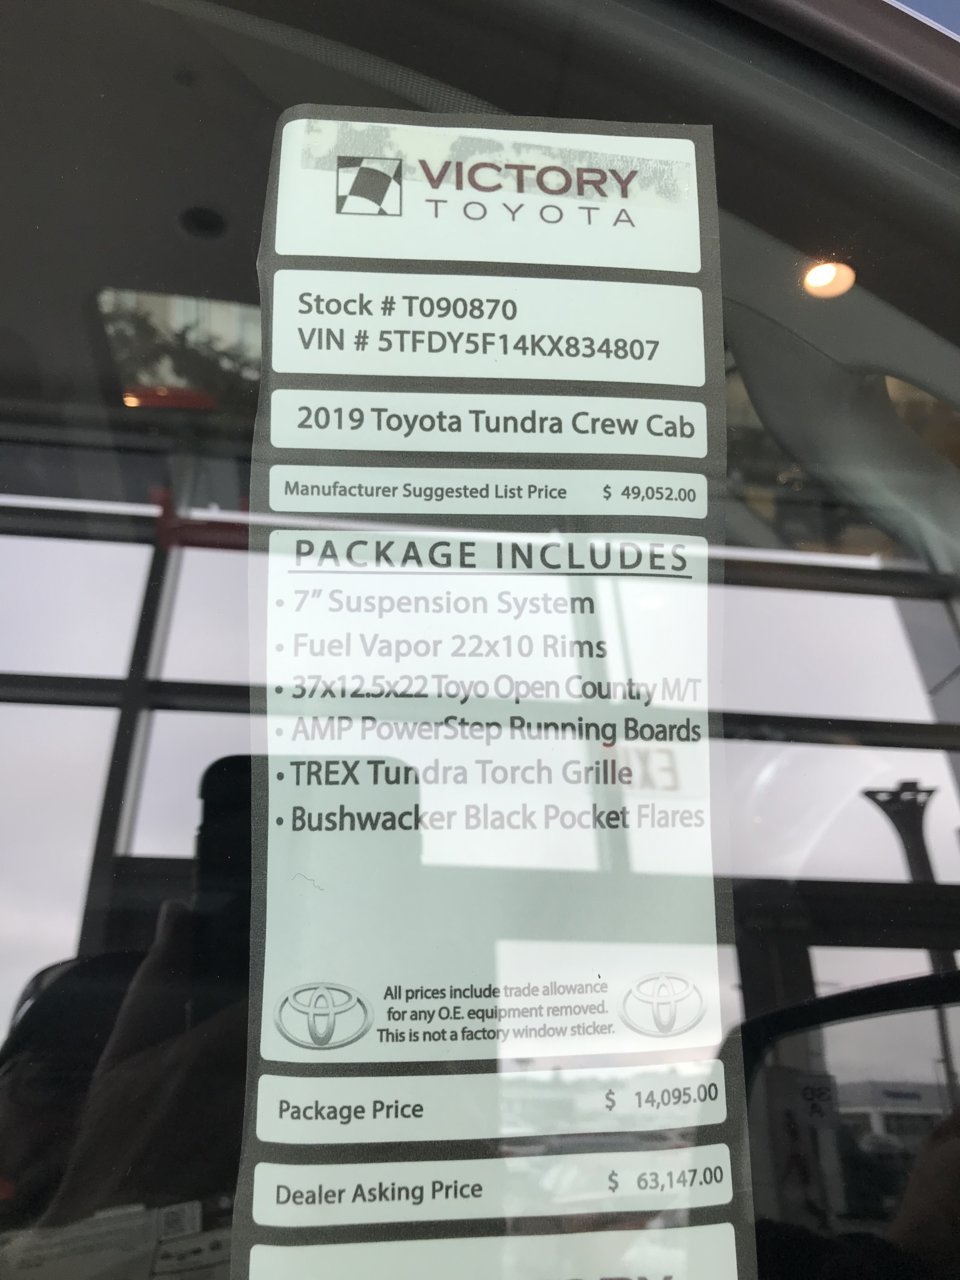 VICTORY
TOYOTA
Stock # T090870
VIN # 5TFDY5F14KX834807
2019 Toyota Tundra Crew Cab
Manufacturer Suggested List Price $ 49,052.00
PACKAGE INCLUDES
• 7" Suspension System
• Fuel Vapor 22x10 Rims
• 37x12.5x22 Toyo Open Country M/T
• AMP PowerStep Running Boards
• TREX Tundra Torch Grille
• Bushwacker Black Pocket Flares
All prices include trade allowance
for any O.E. equipment removed.
This is not a factory window sticker.
Package Price $ 14,095.00
Dealer Asking Price $ 63,147.00